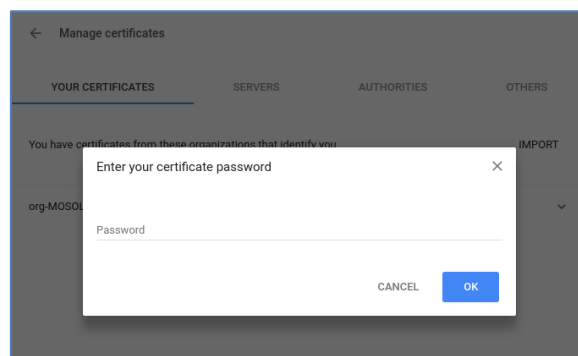 Manage certificates
YOUR CERTIFICATES SERVERS AUTHORITIES OTHERS
You have certificates from these organizations that identify you IMPORT
Enter your certificate password
org-MOSOL
Password
CANCEL OK